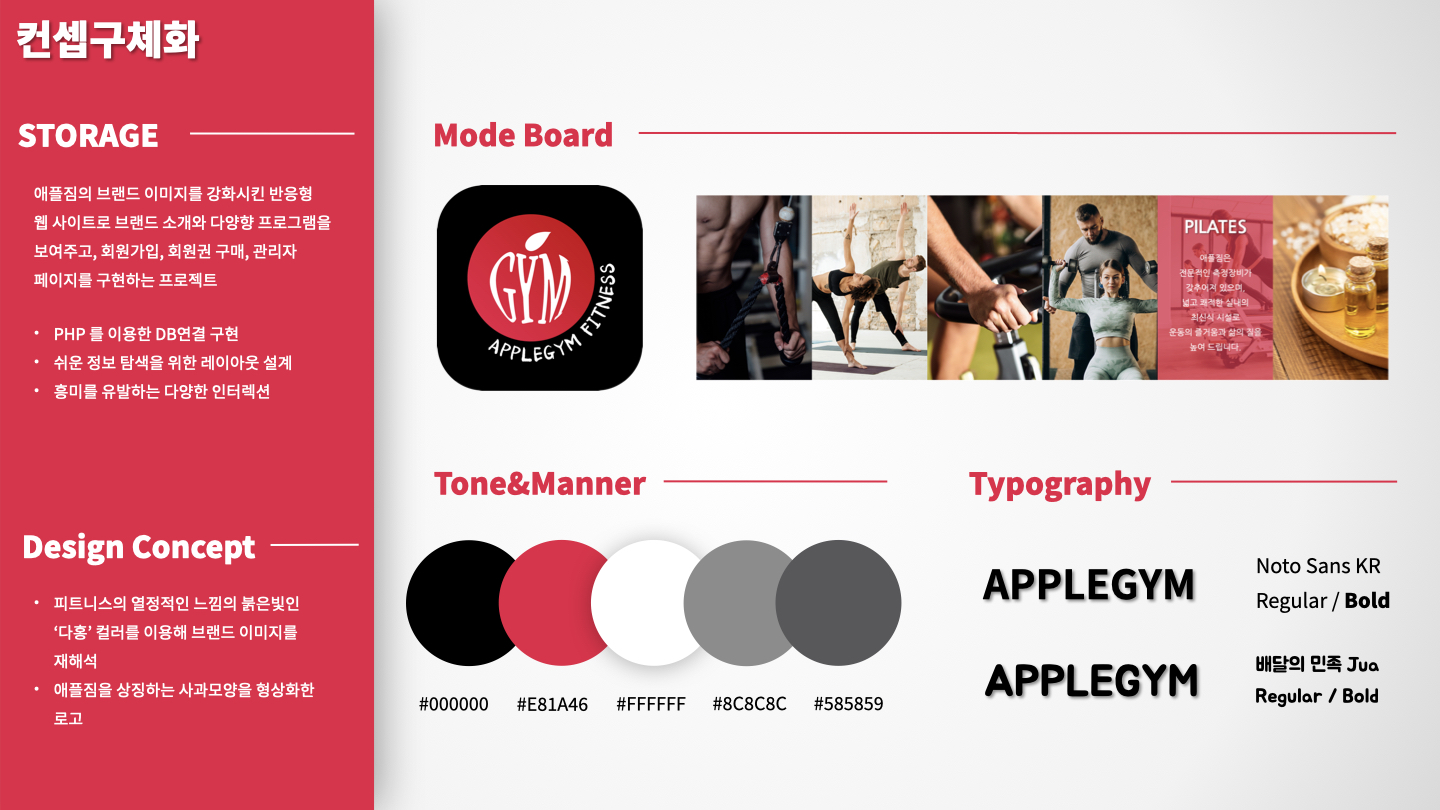 컨셉구체화
STORAGE
애플짐의 브랜드 이미지를 강화시킨 반응형
웹 사이트로 브랜드 소개와 다양향 프로그램을
보여주고, 회원가입, 회원권 구매, 관리자
페이지를 구현하는 프로젝트
• PHP 를 이용한 DB연결 구현
• 쉬운 정보 탐색을 위한 레이아웃 설계
• 흥미를 유발하는 다양한 인터렉션
Design Concept
• 피트니스의 열정적인 느낌의 붉은빛인
‘다홍’ 컬러를 이용해 브랜드 이미지를
재해석
• 애플짐을 상징하는 사과모양을 형상화한
로고
Mode Board
GYM
APPLEGYM FITNESS
PILATES
애플짐은
전문적인 측정장비가
갖추어져 있으며,
넓고 쾌적한 실내의
최신식 시설로
운동의 즐거움과 삶의 질을
높여 드립니다
Tone&Manner
#000000
#E81A46
#FFFFFF
#8C8C8C
#585859
Typography
APPLEGYM
Noto Sans KR
Regular / Bold
APPLEGYM
배달의 민족 Jua
Regular / Bold